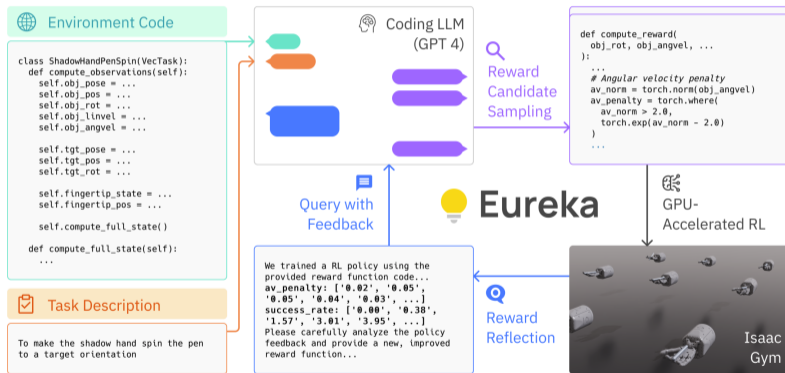 Environment Code
class ShadowHandPenSpin(VecTask):
def compute_observations(self):
self.obj_pose = ...
self.obj_pos = ...
self.obj_rot = ...
self.obj_linvel = ...
self.obj_angvel = ...
self.tgt_pose = ...
self.tgt_pos = ...
self.tgt_rot = ...
self.fingertip_state = ...
self.fingertip_pos = ...
self.compute_full_state()
def compute_full_state(self):
...
Task Description
To make the shadow hand spin the pen
to a target orientation
Coding LLM
(GPT 4)
Reward
Candidate
Sampling
def compute_reward(
obj_rot, obj_angvel, ...
):
...
# Angular velocity penalty
av_norm = torch.norm(obj_angvel)
av_penalty = torch.where(
av_norm > 2.0,
torch.exp(av_norm - 2.0)
)
...
Query with
Feedback
Eureka
GPU-
Accelerated RL
We trained a RL policy using the
provided reward function code...
av_penalty: ['0.02', '0.05',
'0.05', '0.04', '0.03', ...]
success_rate: ['0.00', '0.38',
'1.57', '3.01', '3.95', ...]
Please carefully analyze the policy
feedback and provide a new, improved
reward function...
Reward
Reflection
Isaac
Gym